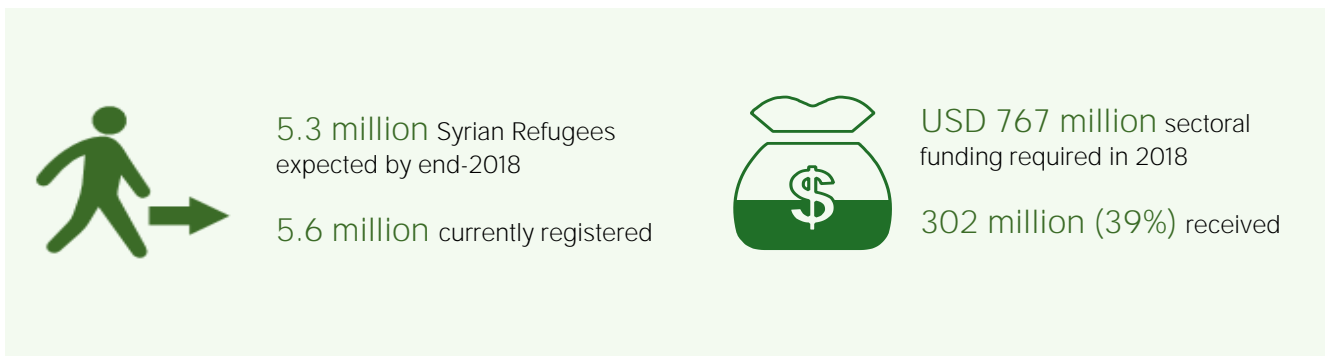 5.3 million Syrian Refugees
expected by end-2018
5.6 million currently registered
$
USD 767 million sectoral
funding required in 2018
302 million (39%) received